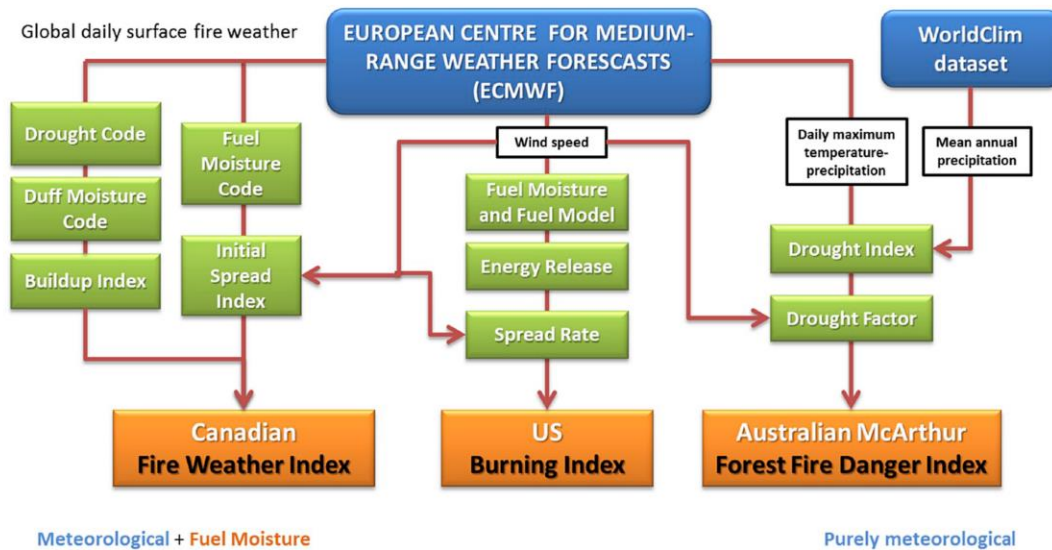 Global daily surface fire weather
EUROPEAN CENTRE FOR MEDIUM-
RANGE WEATHER FORESCASTS
(ECMWF)
WorldClim
dataset
Drought Code
Duff Moisture
Code
Buildup Index
Fuel
Moisture
Code
Initial
Spread
Index
Wind speed
Fuel Moisture
and Fuel Model
Energy Release
Spread Rate
Daily maximum
temperature-
precipitation
Mean annual
precipitation
Drought Index
Drought Factor
Canadian
Fire Weather Index
US
Burning Index
Australian McArthur
Forest Fire Danger Index
Meteorological + Fuel Moisture
Purely meteorological